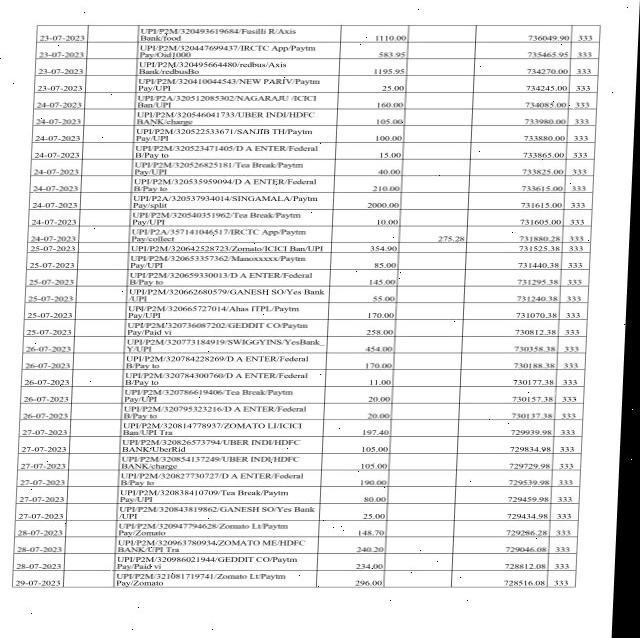 UPI/P2M/320493619684/Fusilli R/Axis
23-07-2023 Bank/food 1110.00 736049.90 333
UPI/P2M/320447699437/IRCTC App/Paytm
23-07-2023 Pay/Oid1000 583.95 735465.95 333
UPI/P2M/320495664480/redbus/Axis
23-07-2023 Bank/redbusBo 1195.95 734270.00 333
UPI/P2M/320410044543/NEW PARIV/Paytm
23-07-2023 Pay/UPI 25.00 734245.00 333
UPI/P2A/320512085302/NAGARAJU /ICICI
24-07-2023 Ban/UPI 160.00 734085.00 333
UPI/P2M/320546041733/UBER INDI/HDFC
24-07-2023 BANK/charge 105.00 733980.00 333
UPI/P2M/320522533671/SANJIB TH/Paytm
24-07-2023 Pay/UPI 100.00 733880.00 333
UPI/P2M/320523471405/D A ENTER/Federal
24-07-2023 B/Pay to 15.00 733865.00 333
UPI/P2M/320526825181/Tea Break/Paytm
24-07-2023 Pay/UPI 40.00 733825.00 333
UPI/P2M/320535959094/D A ENTER/Federal
24-07-2023 B/Pay to 210.00 733615.00 333
UPI/P2A/320537934014/SINGAMALA/Paytm
24-07-2023 Pay/split 2000.00 731615.00 333
UPI/P2M/320540351962/Tea Break/Paytm
24-07-2023 Pay/UPI 10.00 731605.00 333
UPI/P2A/357141046517/IRCTC App/Paytm
24-07-2023 Pay/collect 275.28 731880.28 333
25-07-2023 UPI/P2M/320642528723/Zomato/ICICI Ban/UPI 354.90 731525.38 333
UPI/P2M/320653357362/Manoxxxxx/Paytm
25-07-2023 Pay/UPI 85.00 731440.38 333
UPI/P2M/320659330013/D A ENTER/Federal
25-07-2023 B/Pay to 145.00 731295.38 333
UPI/P2M/320662680579/GANESH SO/Yes Bank
25-07-2023 /UPI 55.00 731240.38 333
UPI/P2M/320665727014/Ahas ITPL/Paytm
25-07-2023 Pay/UPI 170.00 731070.38 333
UPI/P2M/320736087202/GEDDIT CO/Paytm
25-07-2023 Pay/Paid vi 258.00 730812.38 333
UPI/P2M/320773184919/SWIGGYINS/YesBank_
26-07-2023 Y/UPI 454.00 730358.38 333
UPI/P2M/320784228269/D A ENTER/Federal
26-07-2023 B/Pay to 170.00 730188.38 333
UPI/P2M/320784300760/D A ENTER/Federal
26-07-2023 B/Pay to 11.00 730177.38 333
UPI/P2M/320786619406/Tea Break/Paytm
26-07-2023 Pay/UPI 20.00 730157.38 333
UPI/P2M/320795323216/D A ENTER/Federal
26-07-2023 B/Pay to 20.00 730137.38 333
UPI/P2M/320814778937/ZOMATO LI/ICICI
27-07-2023 Ban/UPI Tra 197.40 729939.98 333
UPI/P2M/320826573794/UBER INDI/HDFC
27-07-2023 BANK/UberRid 105.00 729834.98 333
UPI/P2M/320854137249/UBER INDI/HDFC
27-07-2023 BANK/charge 105.00 729729.98 333
UPI/P2M/320827730727/D A ENTER/Federal
27-07-2023 B/Pay to 190.00 729539.98 333
UPI/P2M/320838410709/Tea Break/Paytm
27-07-2023 Pay/UPI 80.00 729459.98 333
UPI/P2M/320843819862/GANESH SO/Yes Bank
27-07-2023 /UPI 25.00 729434.98 333
UPI/P2M/320947794628/Zomato Lt/Paytm
28-07-2023 Pay/Zomato 148.70 729286.28 333
UPI/P2M/320963780934/ZOMATO ME/HDFC
28-07-2023 BANK/UPI Tra 240.20 729046.08 333
UPI/P2M/320986021944/GEDDIT CO/Paytm
28-07-2023 Pay/Paid vi 234.00 728812.08 333
UPI/P2M/321081719741/Zomato Lt/Paytm
29-07-2023 Pay/Zomato 296.00 728516.08 333